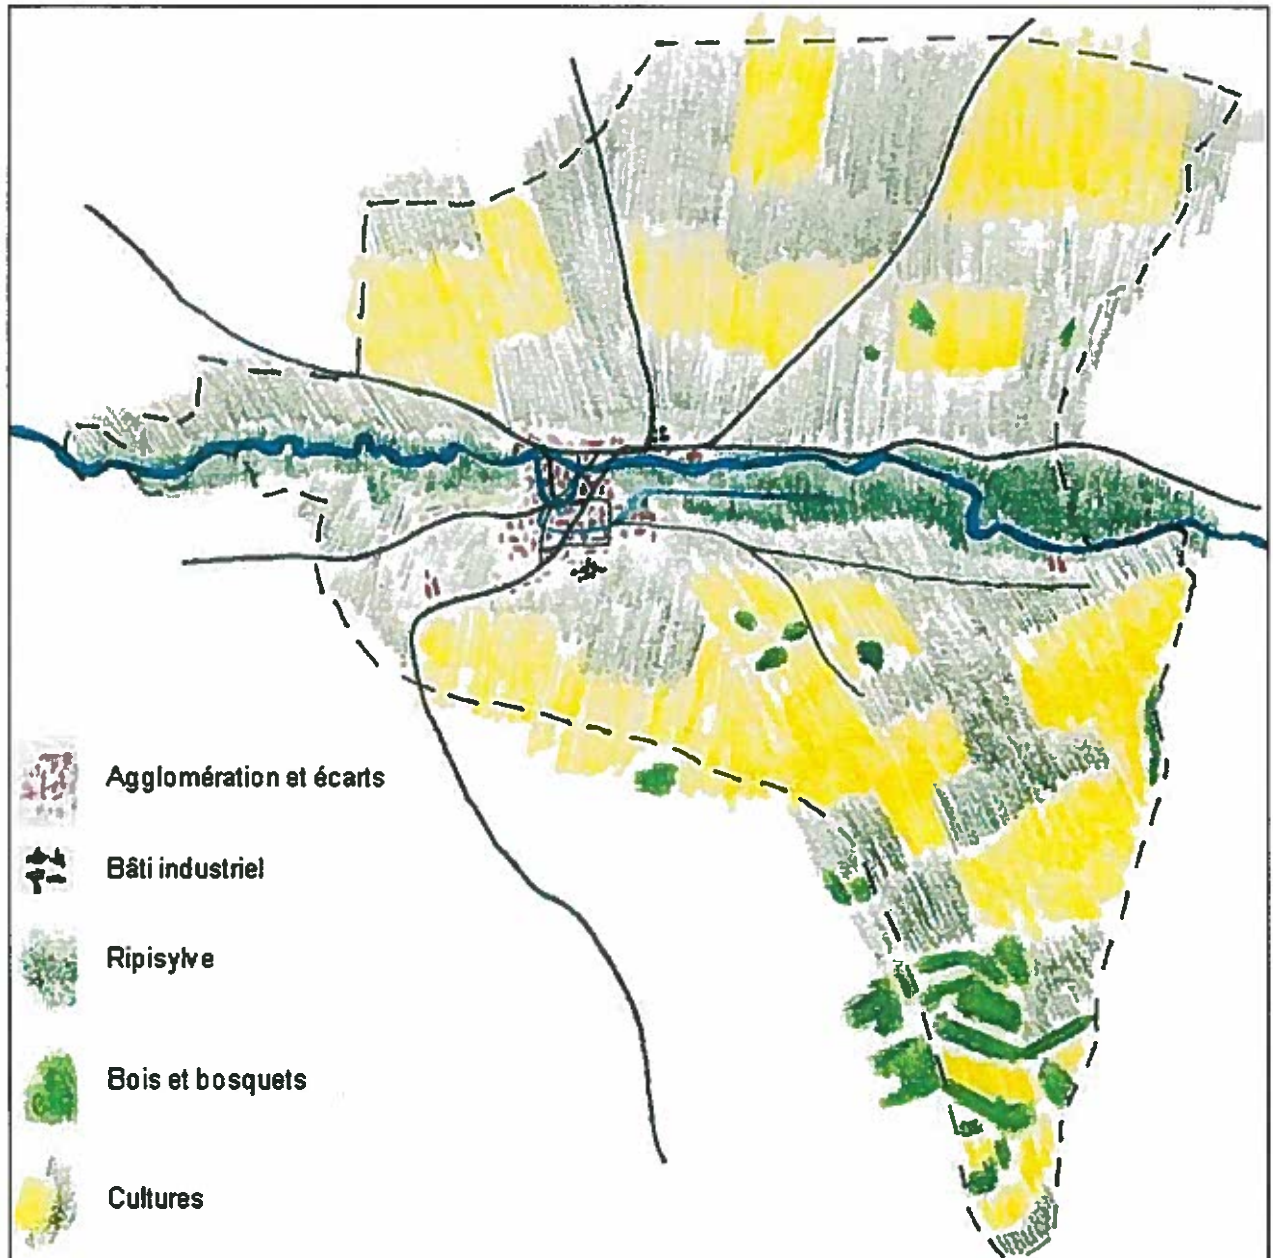 Agglomération et écarts
Bâti industriel
Ripisylve
Bois et bosquets
Cultures